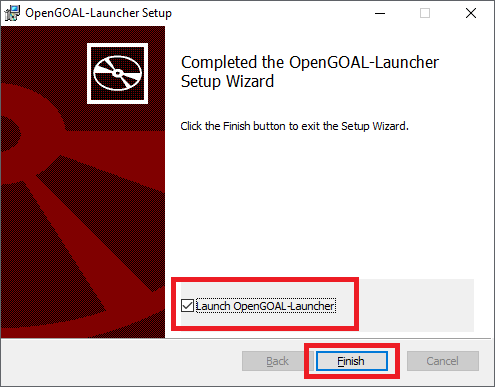 OpenGOAL-Launcher Setup
Completed the OpenGOAL-Launcher
Setup Wizard
Click the Finish button to exit the Setup Wizard.
Launch OpenGOAL-Launcher
Back
Finish
Cancel